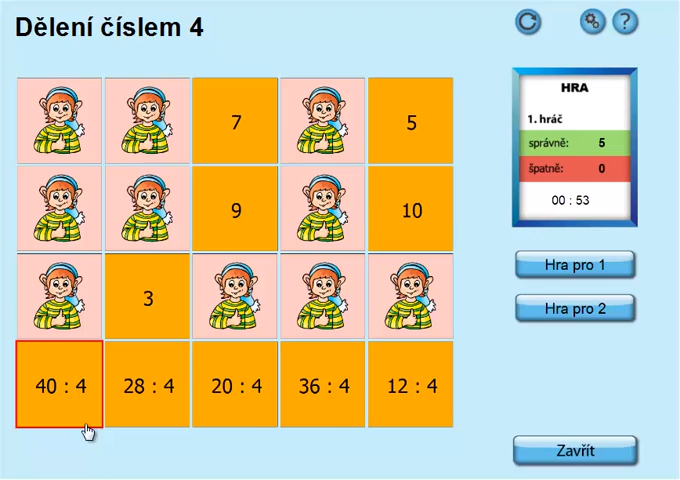 Dělení číslem 4
?
7
5
9
10
3
40 : 4
28 : 4
20 : 4
36 : 4
12 : 4
HRA
1. hráč
správně: 5
špatně: 0
00 : 53
Hra pro 1
Hra pro 2
Zavřít